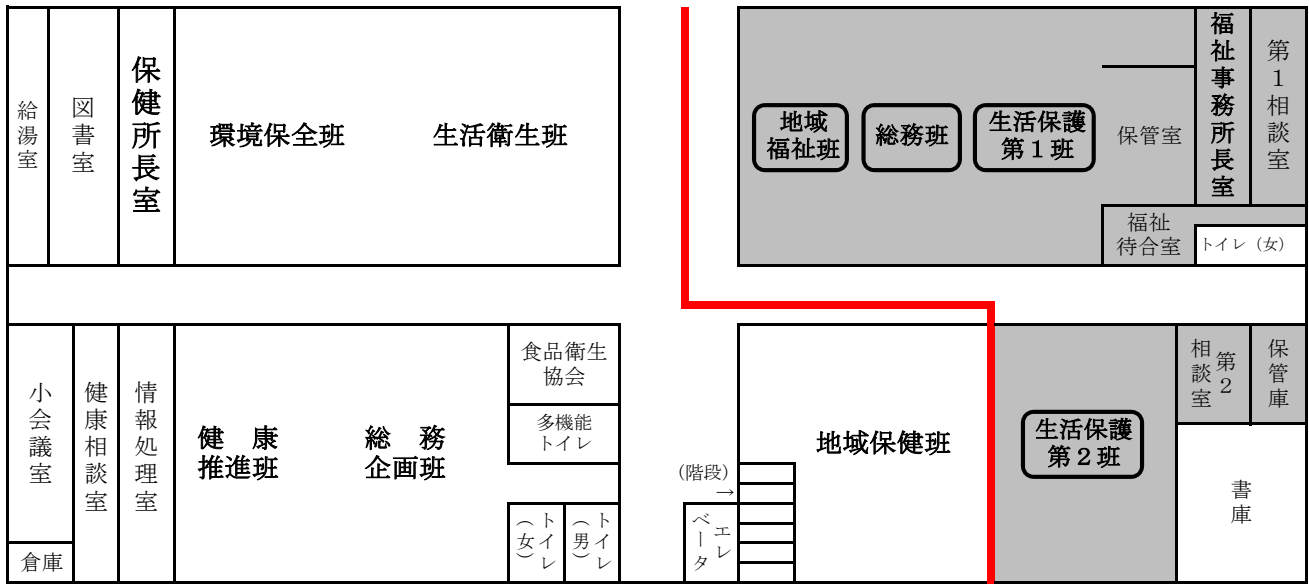 給湯室
図書室
保健所長室
環境保全班
生活衛生班
地域
福祉班
総務班
生活保護
第1班
保管室
福祉事務所長室
第1相談室
福祉
待合室
トイレ（女）
小会議室
倉庫
健康相談室
情報処理室
健　康
推進班
総　務
企画班
食品衛生
協会
多機能
トイレ
トイレ
（女）
トイレ
（男）
（階段）
→
エレ
ベータ
地域保健班
生活保護
第2班
第2
相談室
保管庫
書庫